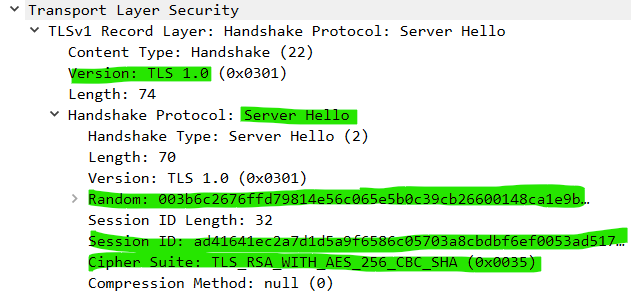 Transport Layer Security
TLSv1 Record Layer: Handshake Protocol: Server Hello
Content Type: Handshake (22)
Version: TLS 1.0 (0x0301)
Length: 74
Handshake Protocol: Server Hello
Handshake Type: Server Hello (2)
Length: 70
Version: TLS 1.0 (0x0301)
Random: 003b6c2676ffd79814e56c065e5b0c39cb26600148ca1e9b…
Session ID Length: 32
Session ID: ad41641ec2a7d1d5a9f6586c05703a8cbdbf6ef0053ad517…
Cipher Suite: TLS_RSA_WITH_AES_256_CBC_SHA (0x0035)
Compression Method: null (0)